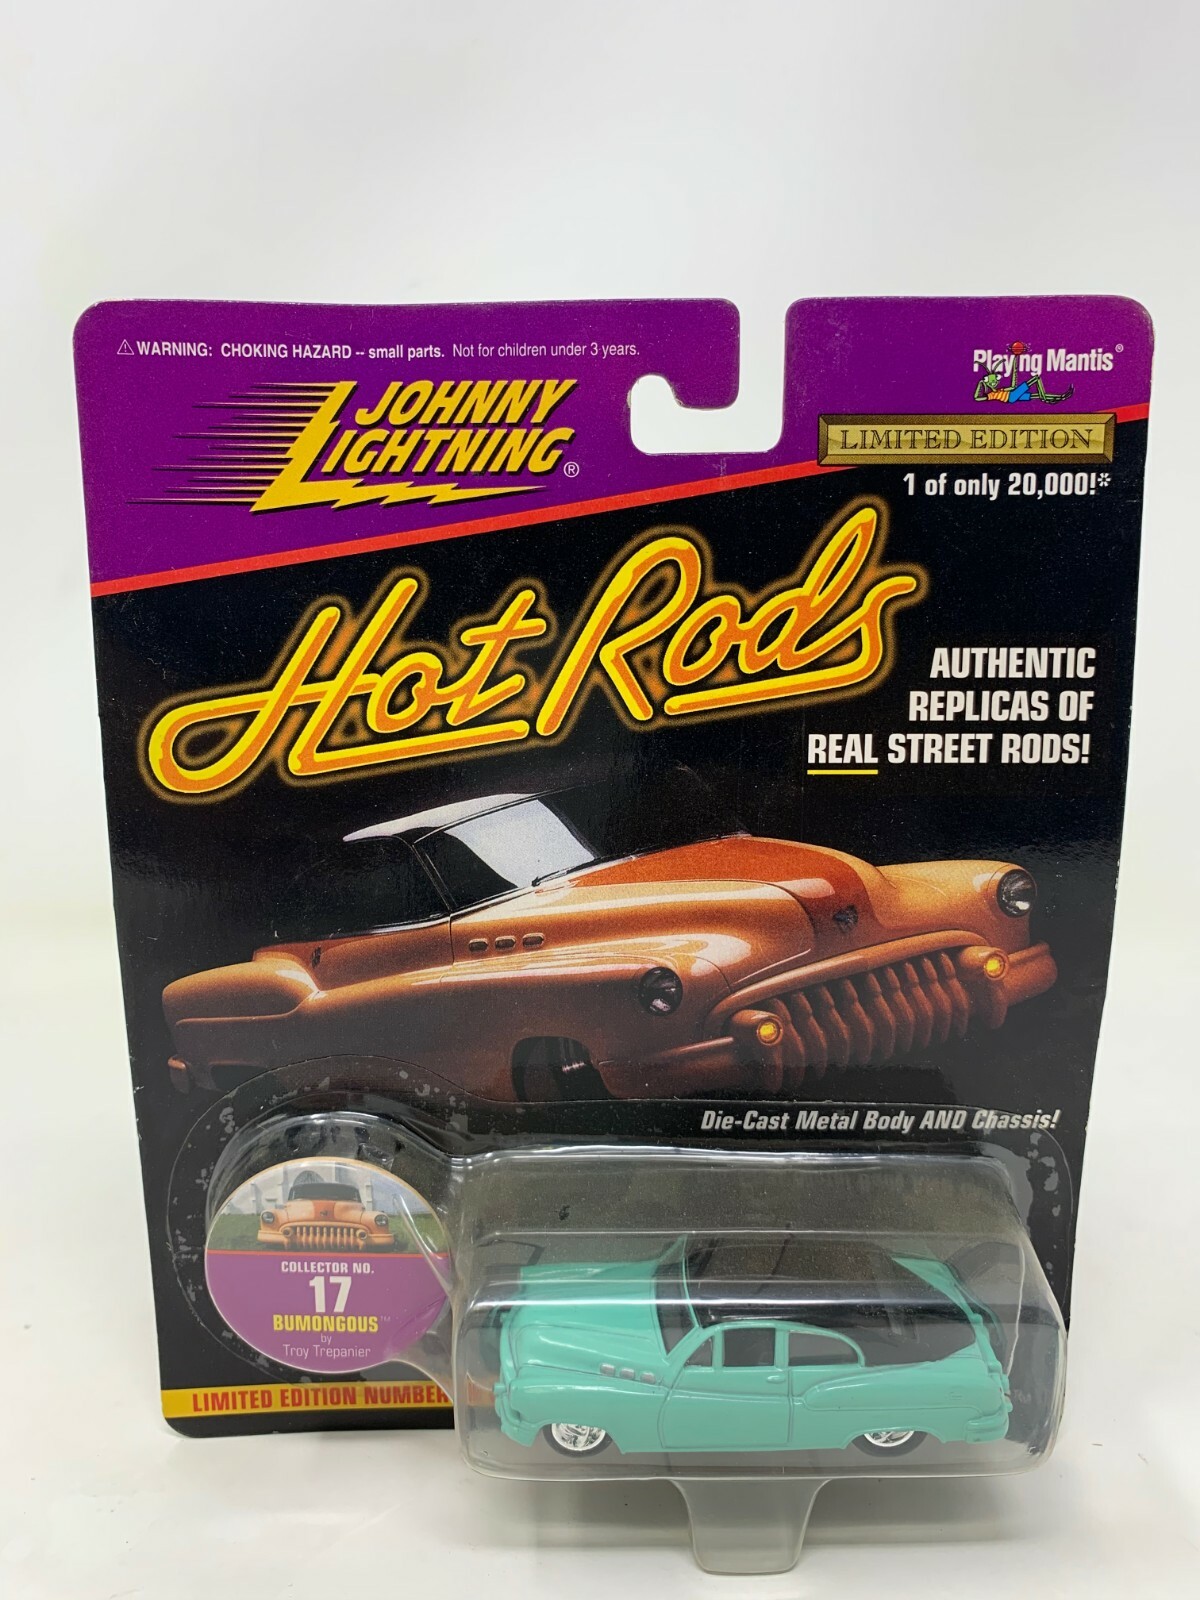 ⚠ WARNING: CHOKING HAZARD -- small parts. Not for children under 3 years.
JOHNNY
LIGHTNING®
Playing Mantis®
LIMITED EDITION
1 of only 20,000!*
Hot Rods
AUTHENTIC
REPLICAS OF
REAL STREET RODS!
Die-Cast Metal Body AND Chassis!
COLLECTOR NO.
17
BUMONGOUS™
by
Troy Trepanier
LIMITED EDITION NUMBER